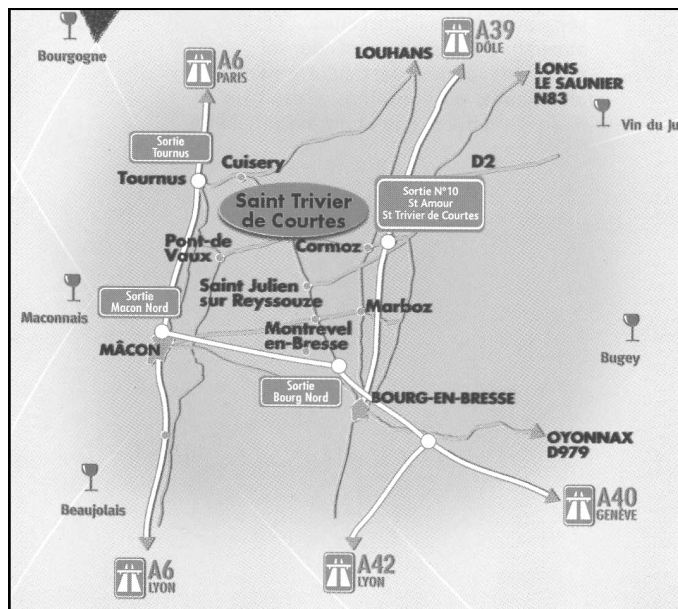 Bourgogne
A6
PARIS
LOUHANS
A39
DÔLE
LONS
LE SAUNIER
N83
Vin du Ju
Sortie
Tournus
Cuisery
D2
Tournus
Saint Trivier
de Courtes
Sortie N°10
St Amour
St Trivier de Courtes
Pont-de
Vaux
Cormoz
Saint Julien
sur Reyssouze
Sortie
Macon Nord
Maconnais
Marboz
Montrevel
en-Bresse
MÂCON
Bugey
Sortie
Bourg Nord
BOURG-EN-BRESSE
OYONNAX
D979
Beaujolais
A40
GENÈVE
A6
LYON
A42
LYON